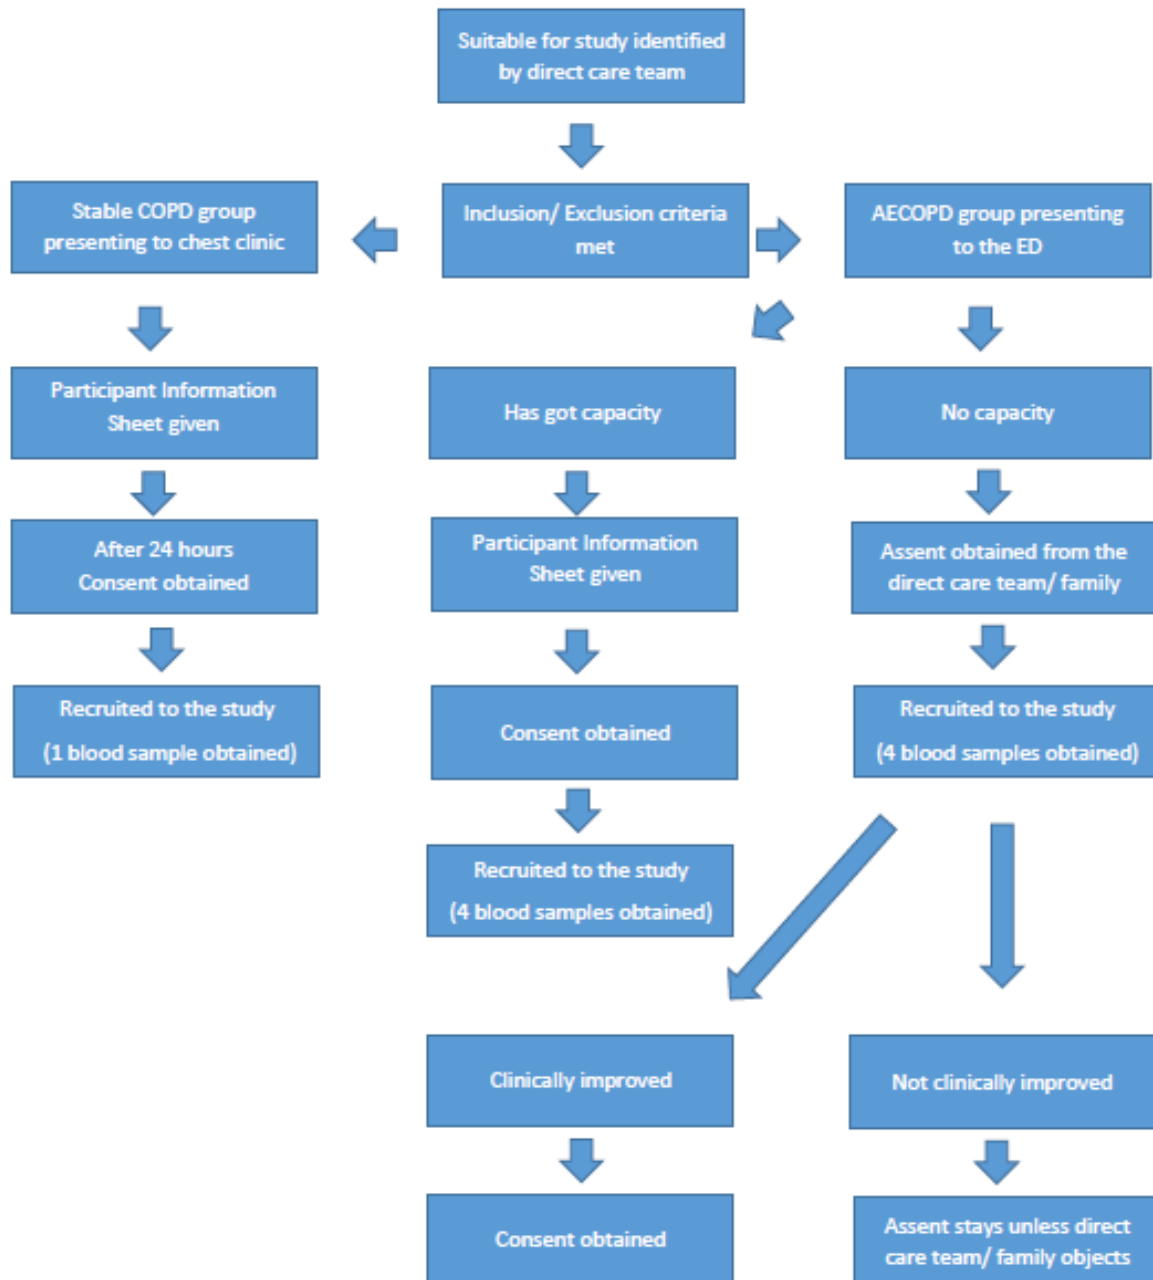 Suitable for study identified
by direct care team
Stable COPD group
presenting to chest clinic
Inclusion/ Exclusion criteria
met
AECOPD group presenting
to the ED
Participant Information
Sheet given
Has got capacity
No capacity
After 24 hours
Consent obtained
Participant Information
Sheet given
Assent obtained from the
direct care team/ family
Recruited to the study
(1 blood sample obtained)
Consent obtained
Recruited to the study
(4 blood samples obtained)
Recruited to the study
(4 blood samples obtained)
Clinically improved
Not clinically improved
Consent obtained
Assent stays unless direct
care team/ family objects